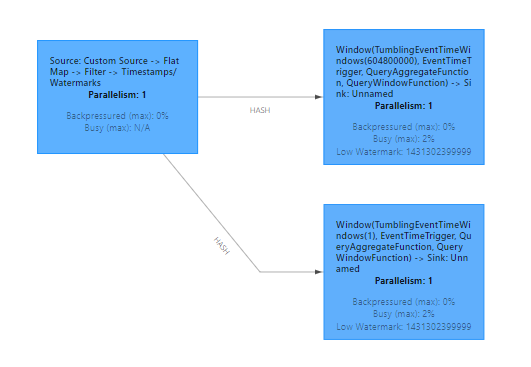 Source: Custom Source -> Flat
Map -> Filter -> Timestamps/
Watermarks
Parallelism: 1
Backpressured (max): 0%
Busy (max): N/A
HASH
Window(TumblingEventTimeWi
ndows(604800000), EventTimeT
rigger, QueryAggregateFunctio
n, QueryWindowFunction) -> Si
nk: Unnamed
Parallelism: 1
Backpressured (max): 0%
Busy (max): 2%
Low Watermark: 1431302399999
HASH
Window(TumblingEventTimeWi
ndows(1), EventTimeTrigger, Qu
eryAggregateFunction, Query
WindowFunction) -> Sink: Unn
amed
Parallelism: 1
Backpressured (max): 0%
Busy (max): 2%
Low Watermark: 1431302399999